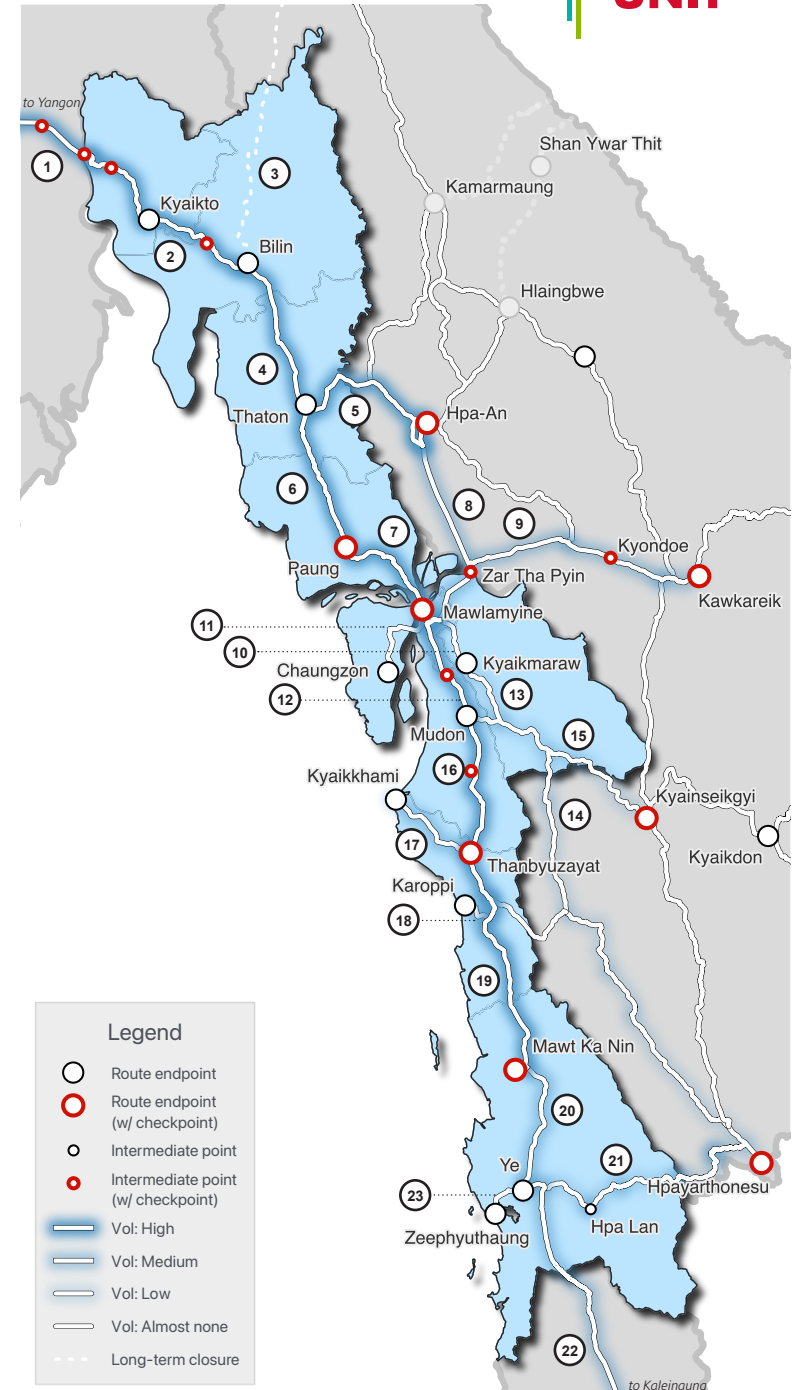 to Yangon
1
3
Shan Ywar Thit
Kamarmaung
Kyaikto
2
Bilin
Hlaingbwe
4
Thaton
5
Hpa-An
6
7
8
9
Kyondoe
Paung
Zar Tha Pyin
Kawkareik
Mawlamyine
11
10
Chaungzon
Kyaikmaraw
12
13
Mudon
15
16
Kyaikkhami
Kyainseikgyi
14
17
Kyaikdon
Thanbyuzayat
Karoppi
18
19
Mawt Ka Nin
20
Ye
21
23
Hpayarthonesu
Zeephyuthaung
Hpa Lan
22
to Kaleingaung
Legend
Route endpoint
Route endpoint
(w/ checkpoint)
Intermediate point
Intermediate point
(w/ checkpoint)
Vol: High
Vol: Medium
Vol: Low
Vol: Almost none
Long-term closure